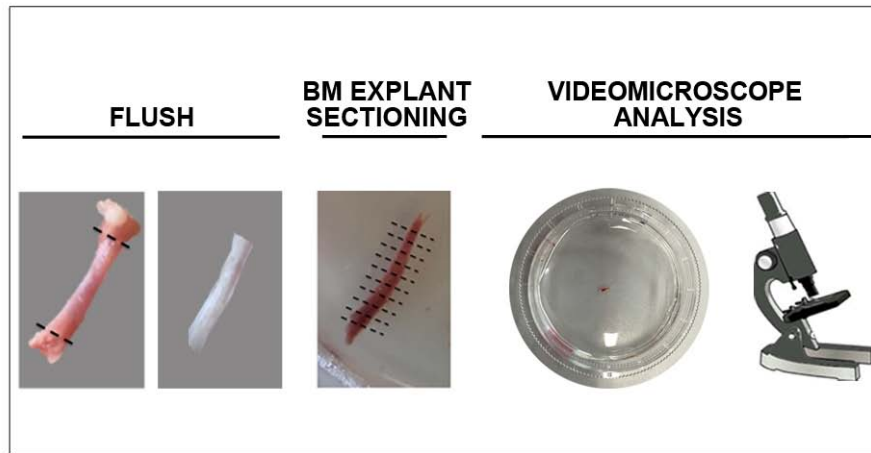 FLUSH
BM EXPLANT
SECTIONING
VIDEOMICROSCOPE
ANALYSIS